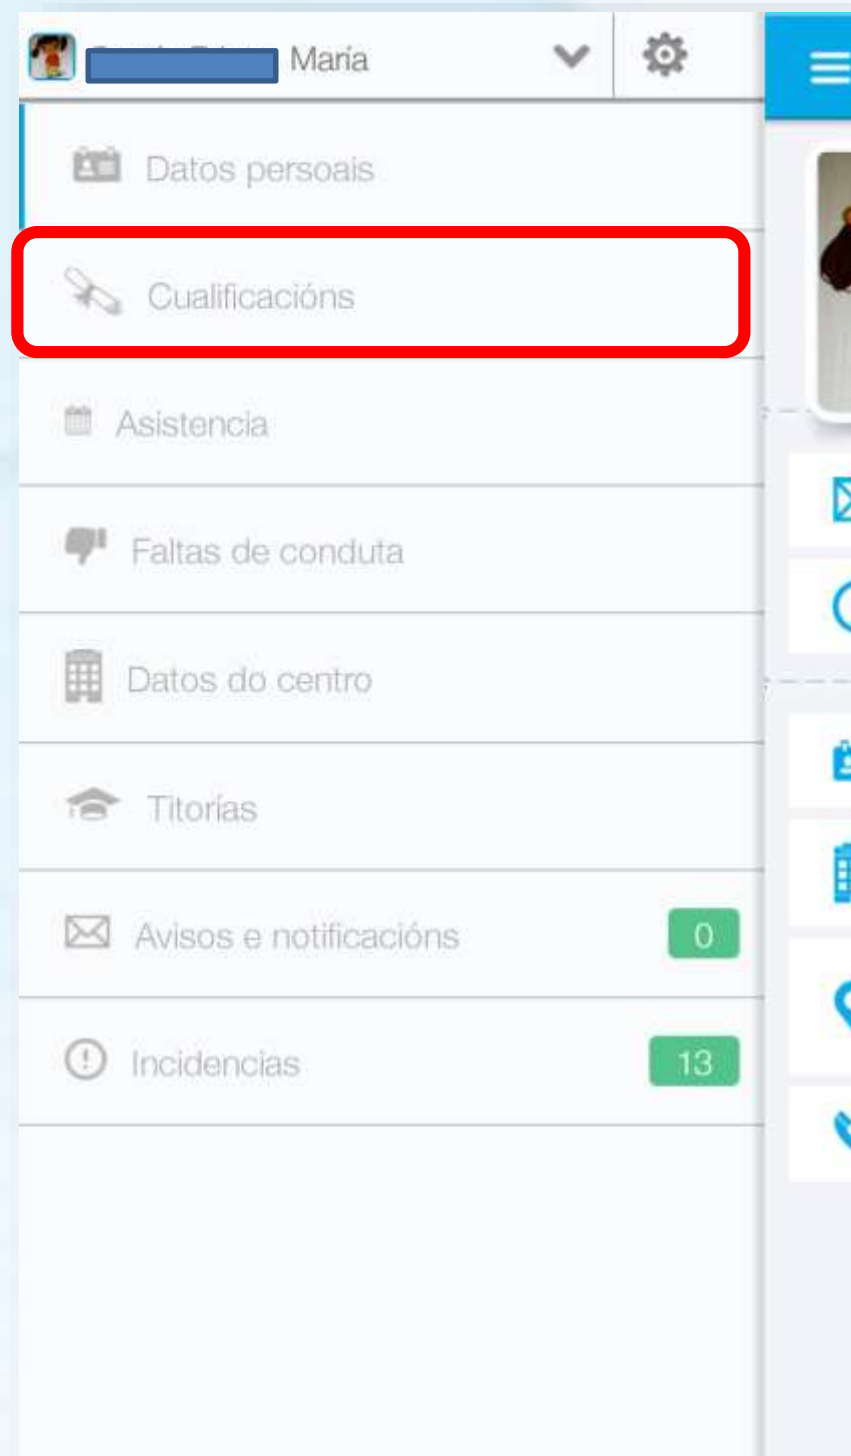 María
Datos persoais
Cualificacións
Asistencia
Faltas de conduta
Datos do centro
Titorías
Avisos e notificacións 0
Incidencias 13